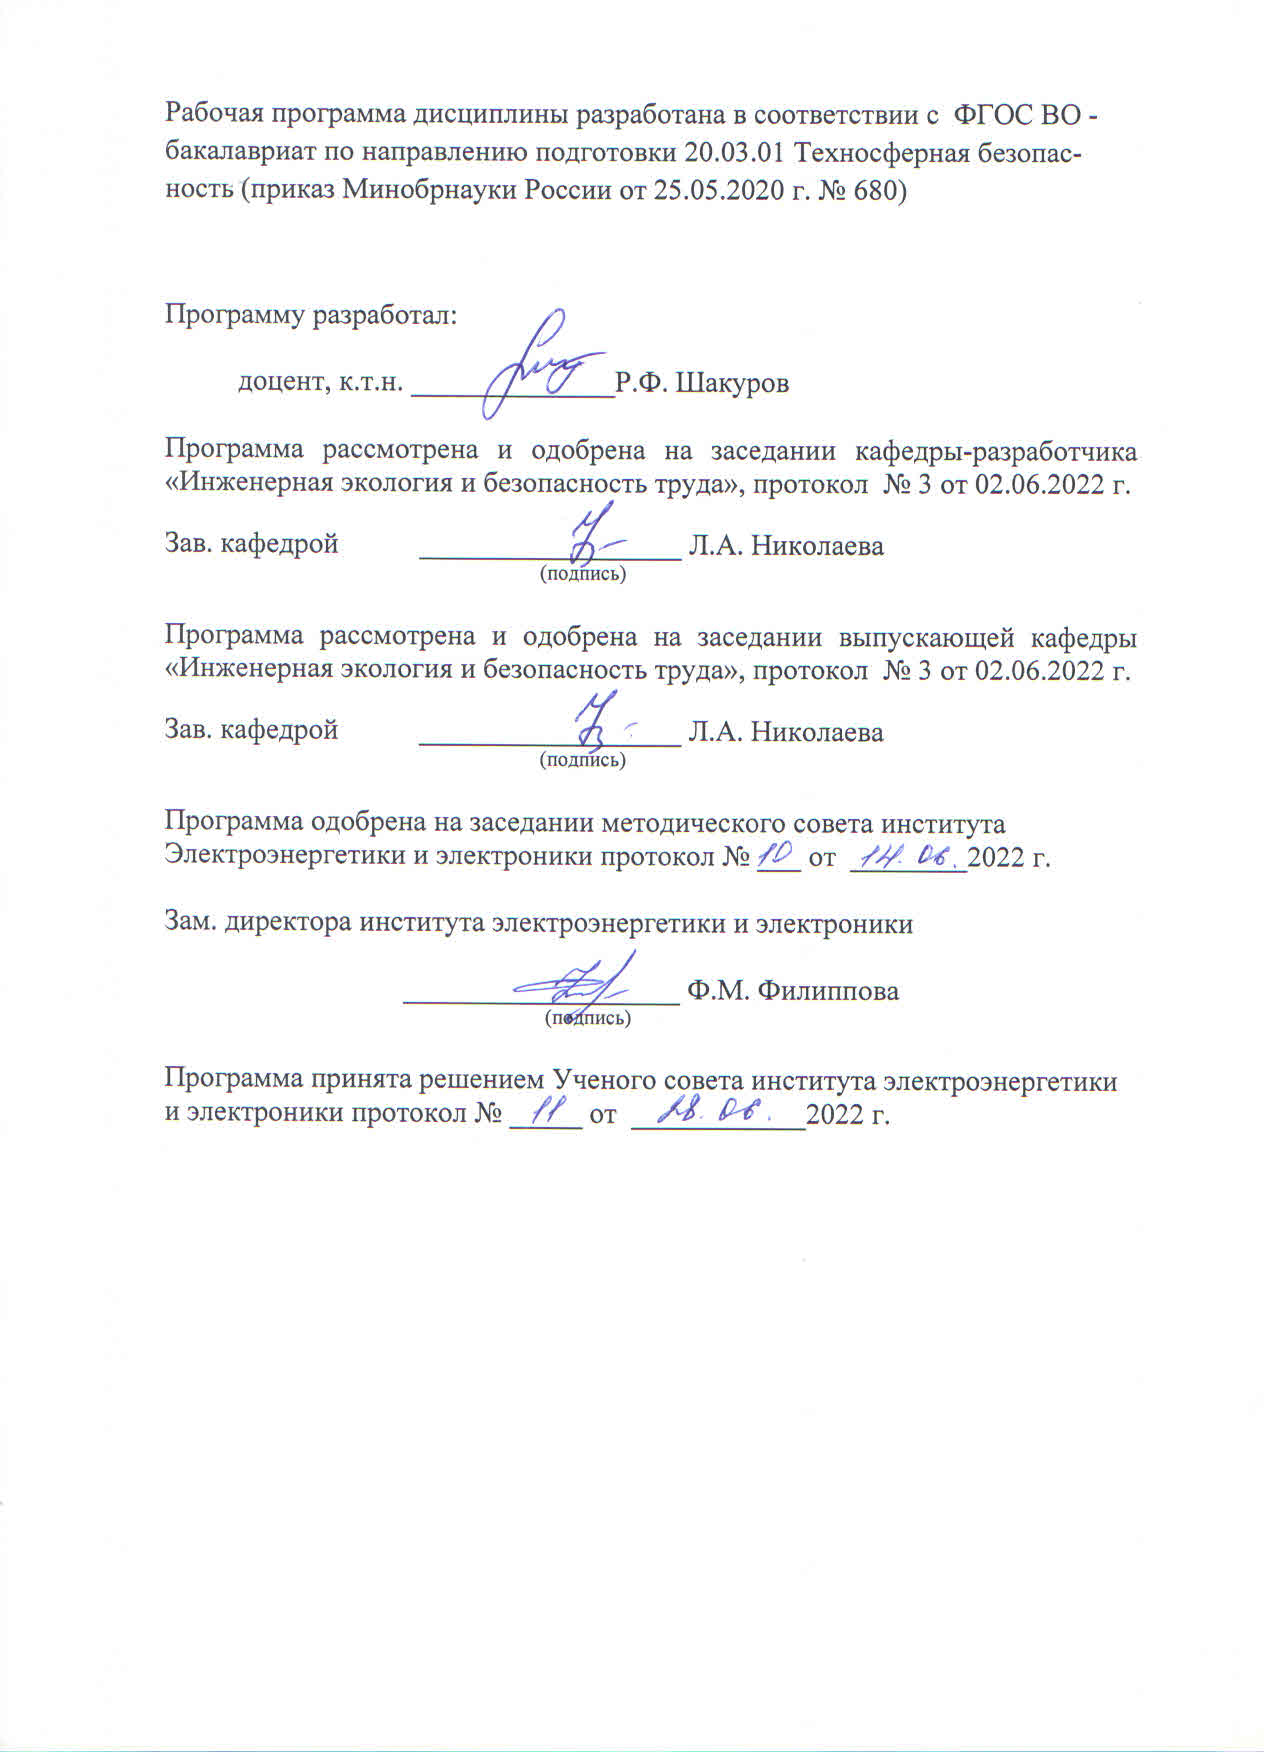 Рабочая программа дисциплины разработана в соответствии с ФГОС ВО -
бакалавриат по направлению подготовки 20.03.01 Техносферная безопас-
ность (приказ Минобрнауки России от 25.05.2020 г. № 680)
Программу разработал:
доцент, к.т.н. ______________ Р.Ф. Шакуров
Программа рассмотрена и одобрена на заседании кафедры-разработчика
«Инженерная экология и безопасность труда», протокол № 3 от 02.06.2022 г.
Зав. кафедрой __________________ Л.А. Николаева
(подпись)
Программа рассмотрена и одобрена на заседании выпускающей кафедры
«Инженерная экология и безопасность труда», протокол № 3 от 02.06.2022 г.
Зав. кафедрой __________________ Л.А. Николаева
(подпись)
Программа одобрена на заседании методического совета института
Электроэнергетики и электроники протокол № 10 от 14.06.2022 г.
Зам. директора института электроэнергетики и электроники
___________________ Ф.М. Филиппова
(подпись)
Программа принята решением Ученого совета института электроэнергетики
и электроники протокол № 11 от 28.06.2022 г.